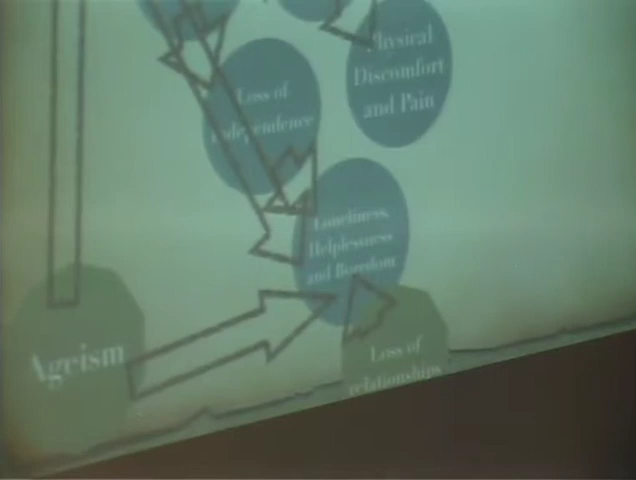 Physical
Discomfort
and Pain
Loss of
Independence
Loneliness,
Helplessness
and Boredom
Ageism
Loss of
relationships